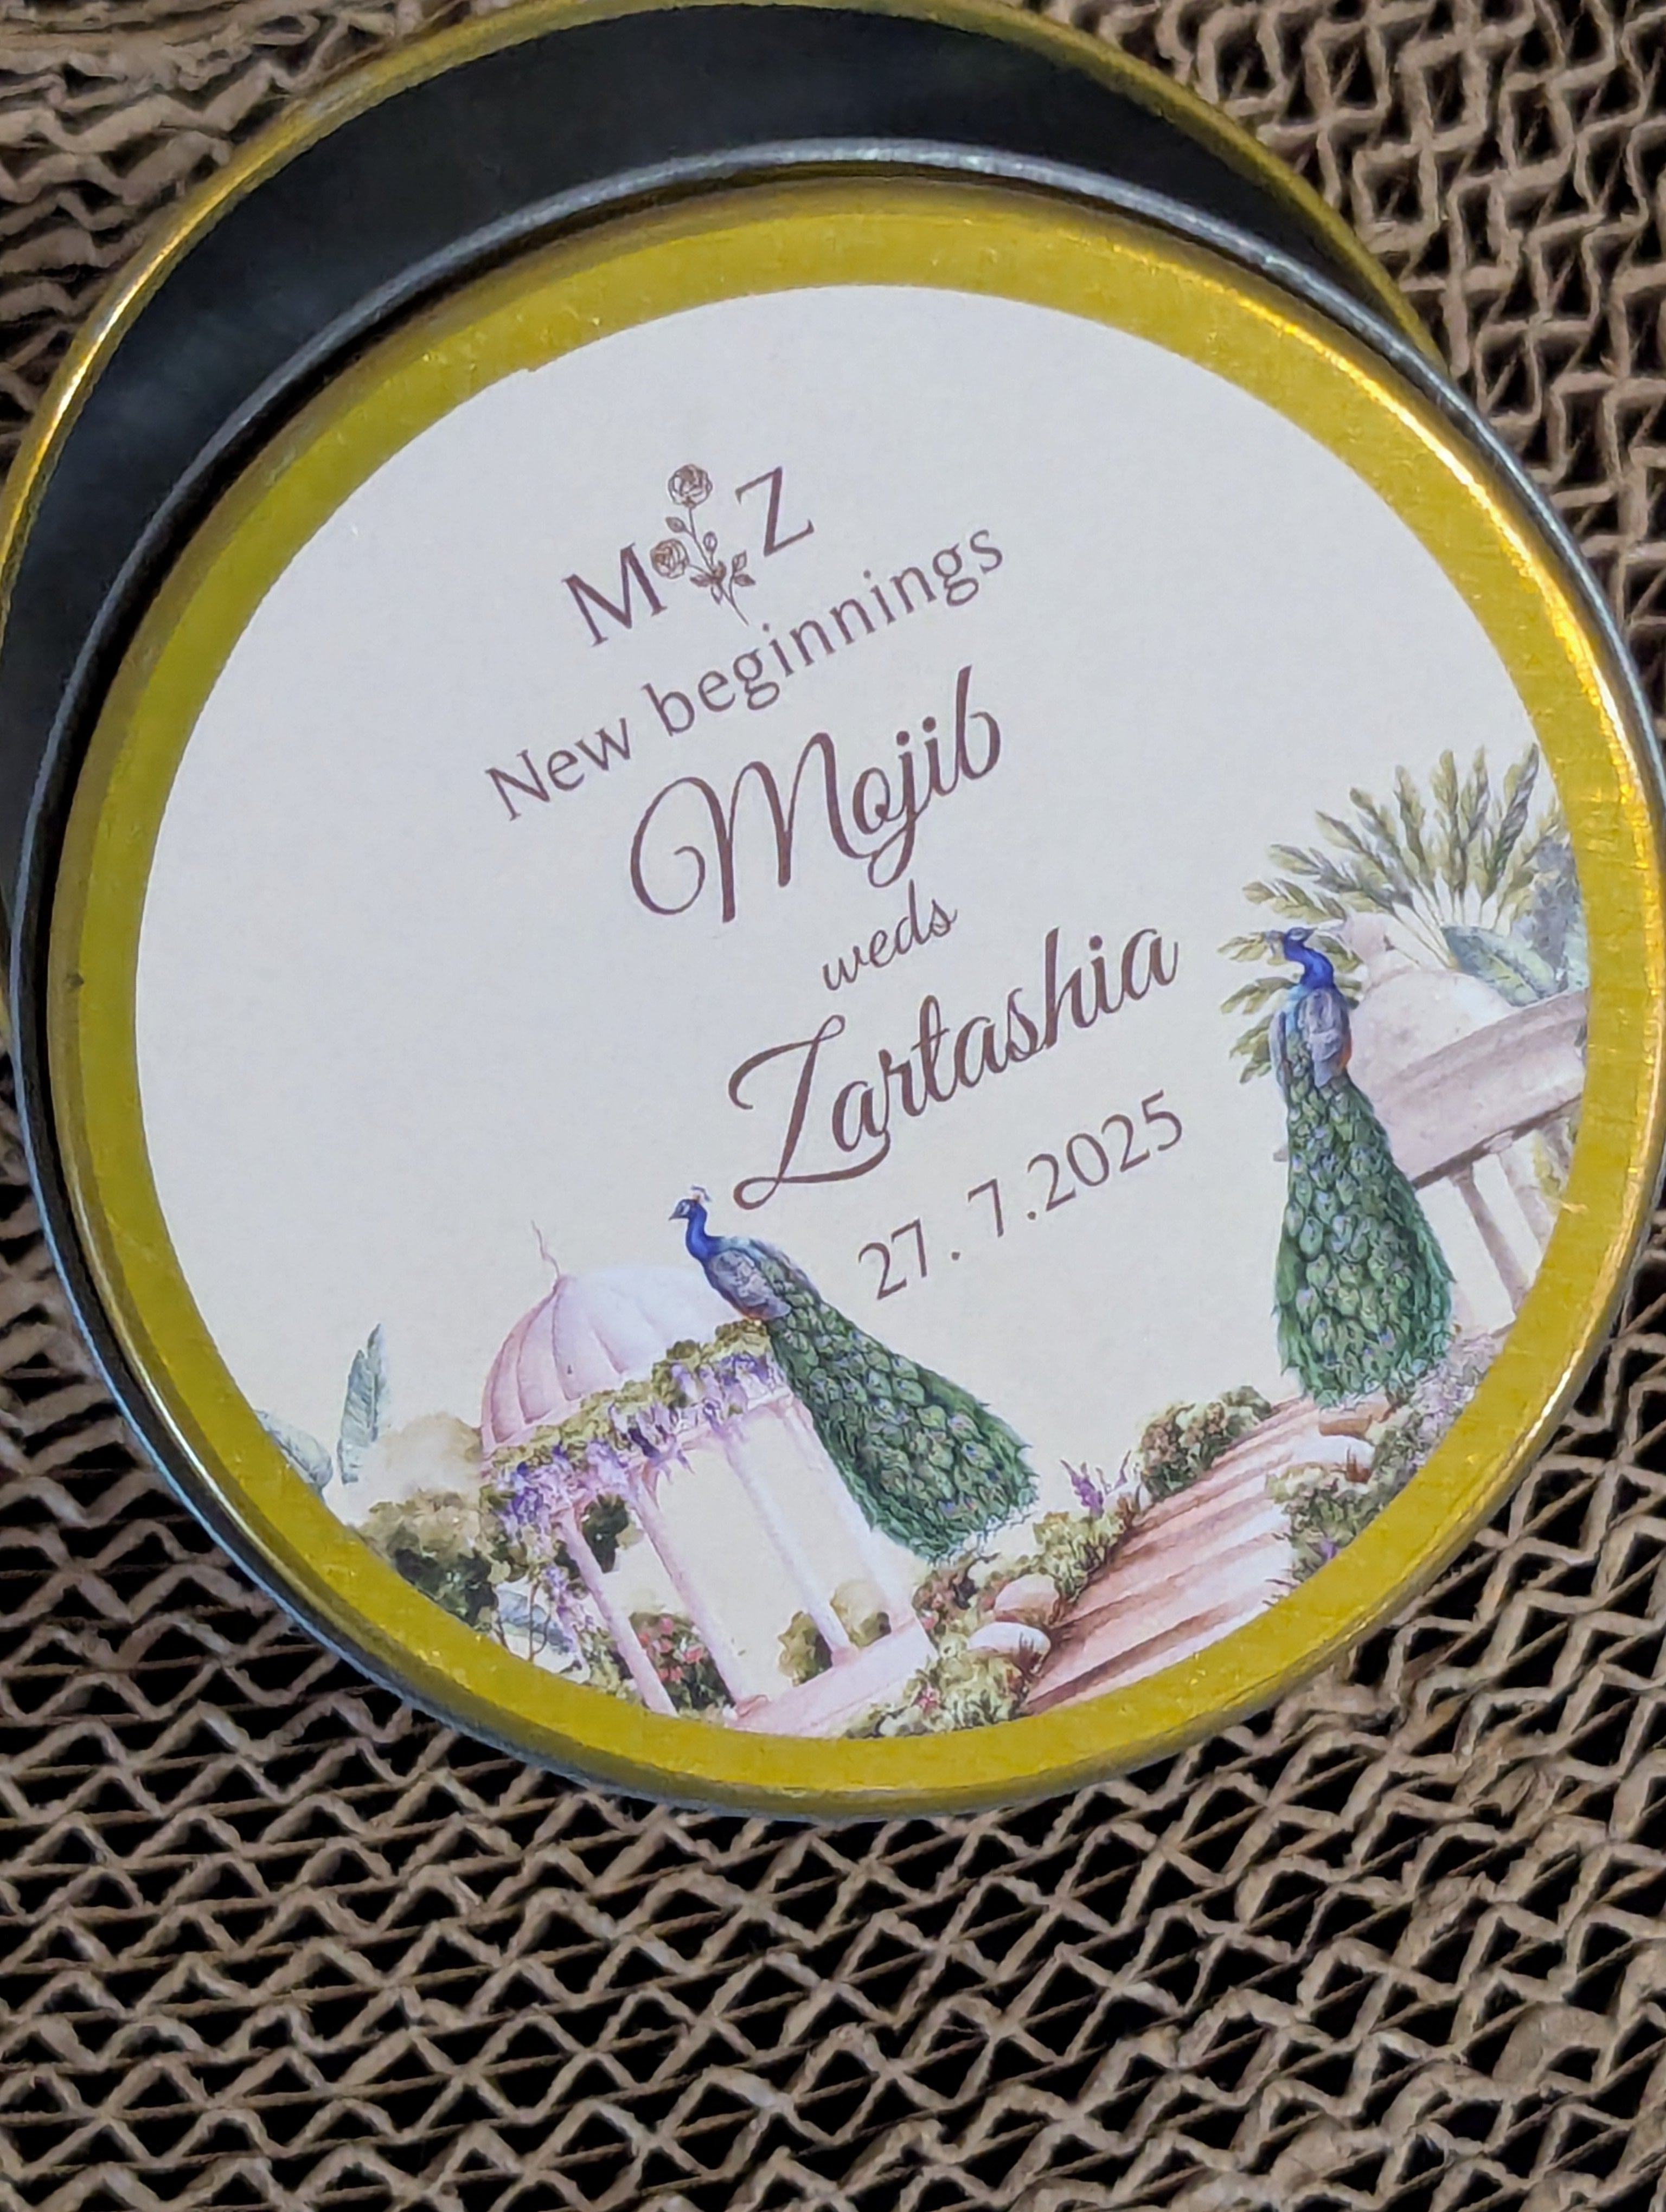 M Z
New beginnings
Mojib
weds
Zartashia
27. 7.2025